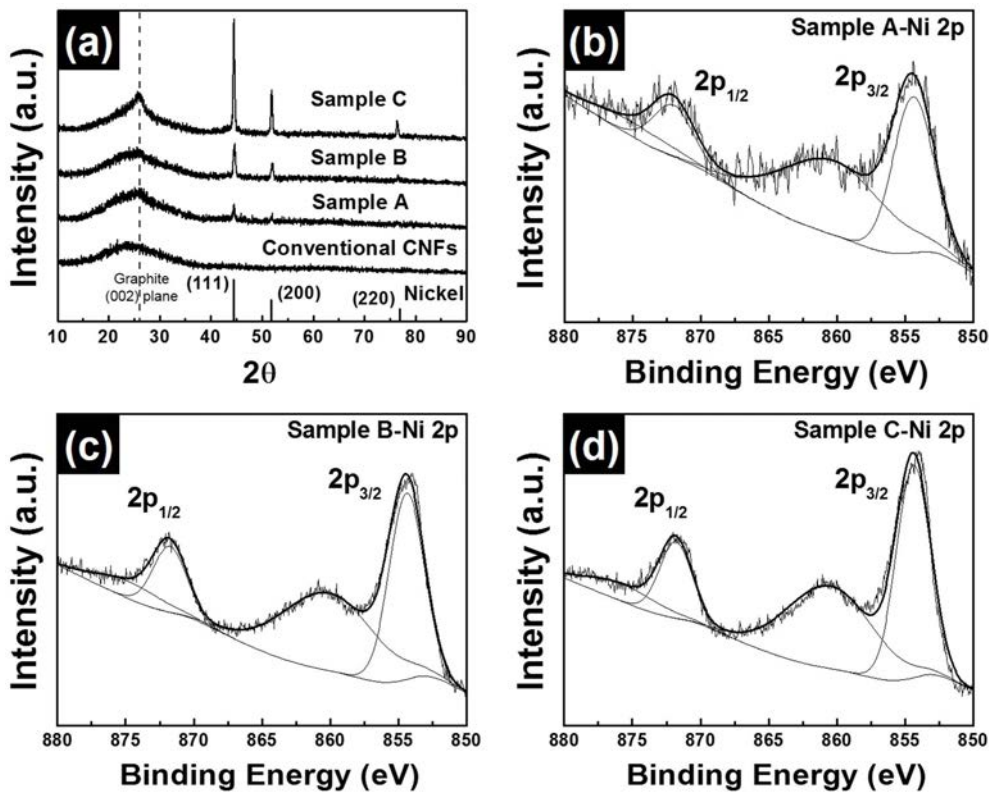 (a)
Sample C
Sample B
Sample A
Conventional CNFs
Graphite
(002) plane
(111)
(200)
(220)
Nickel
Intensity (a.u.)
10 20 30 40 50 60 70 80 90
2θ
(b)
Sample A-Ni 2p
2p1/2
2p3/2
Intensity (a.u.)
880 875 870 865 860 855 850
Binding Energy (eV)
(c)
Sample B-Ni 2p
2p1/2
2p3/2
Intensity (a.u.)
880 875 870 865 860 855 850
Binding Energy (eV)
(d)
Sample C-Ni 2p
2p1/2
2p3/2
Intensity (a.u.)
880 875 870 865 860 855 850
Binding Energy (eV)